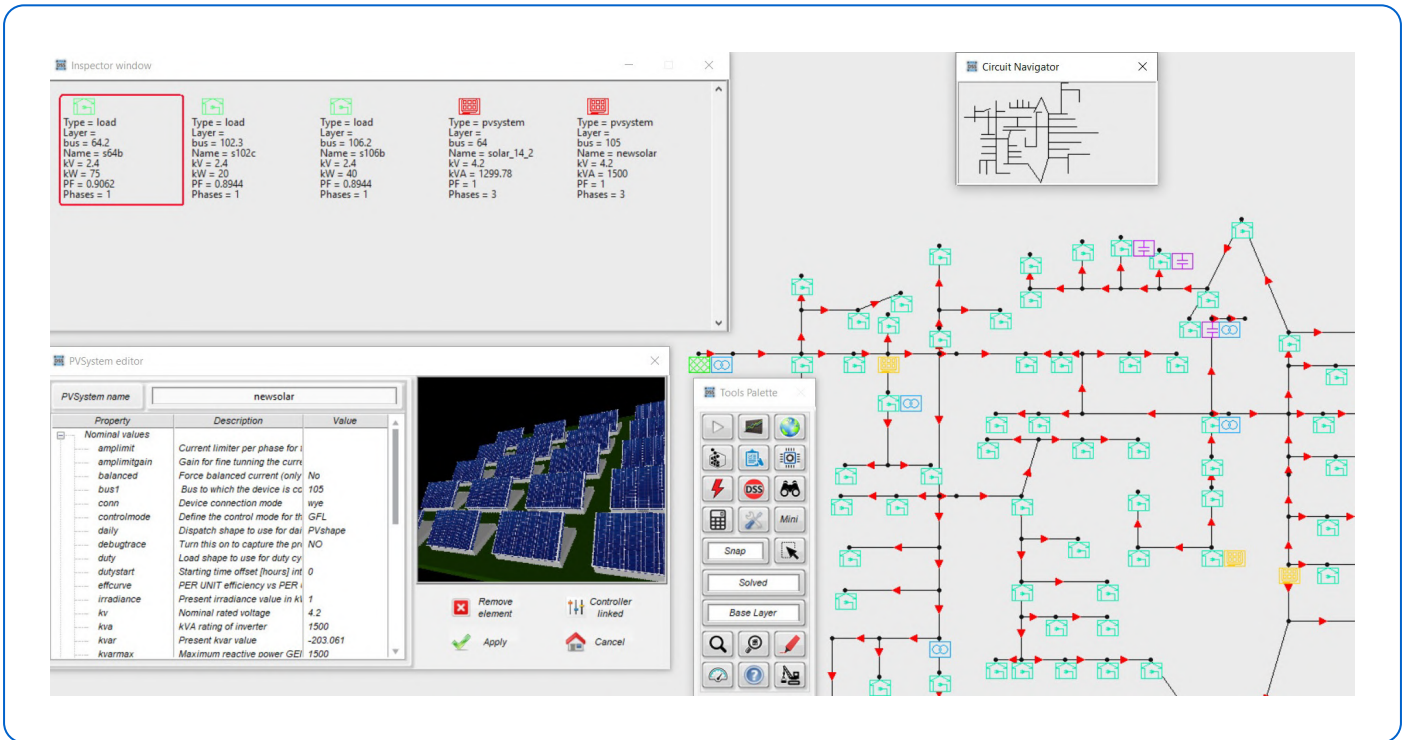 Inspector window
Type = load
Layer =
bus = 64.2
Name = s64b
kV = 2.4
kW = 75
PF = 0.9062
Phases = 1
Type = load
Layer =
bus = 102.3
Name = s102c
kV = 2.4
kW = 20
PF = 0.8944
Phases = 1
Type = load
Layer =
bus = 106.2
Name = s106b
kV = 2.4
kW = 40
PF = 0.8944
Phases = 1
Type = pvsystem
Layer =
bus = 64
Name = solar_14_2
kV = 4.2
kVA = 1299.78
PF = 1
Phases = 3
Type = pvsystem
Layer =
bus = 105
Name = newsolar
kV = 4.2
kVA = 1500
PF = 1
Phases = 3
Circuit Navigator
PVSystem editor
PVSystem name newsolar
Property Description Value
Nominal values
amplimit Current limiter per phase for t
amplimitgain Gain for fine tunning the curre
balanced Force balanced current (only No
bus1 Bus to which the device is cc 105
conn Device connection mode wye
controlmode Define the control mode for th GFL
daily Dispatch shape to use for dai PVshape
debugtrace Turn this on to capture the pr NO
duty Load shape to use for duty cy
dutystart Starting time offset [hours] int 0
effcurve PER UNIT efficiency vs PER
irradiance Present irradiance value in k 1
kv Nominal rated voltage 4.2
kva kVA rating of inverter 1500
kvar Present kvar value -203.061
kvarmax Maximum reactive power GE 1500
Remove
element
Controller
linked
Apply
Cancel
Tools Palette
DSS
Mini
Snap
Solved
Base Layer